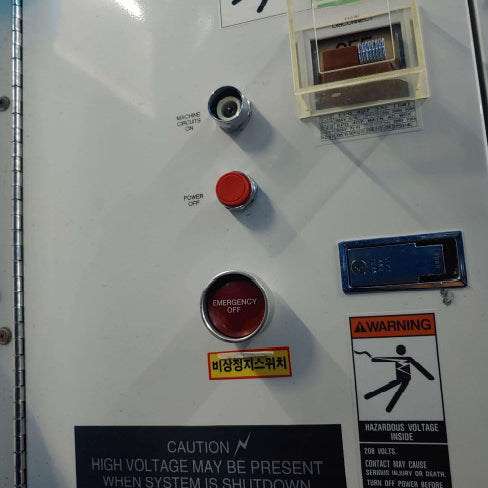 DISCONNECT
OFF
MACHINE
CIRCUITS
ON
POWER
OFF
EMERGENCY
OFF
비상정지스위치
WARNING
HAZARDOUS VOLTAGE
INSIDE
208 VOLTS.
CONTACT MAY CAUSE
SERIOUS INJURY OR DEATH.
TURN OFF POWER BEFORE
CAUTION
HIGH VOLTAGE MAY BE PRESENT
WHEN SYSTEM IS SHUTDOWN